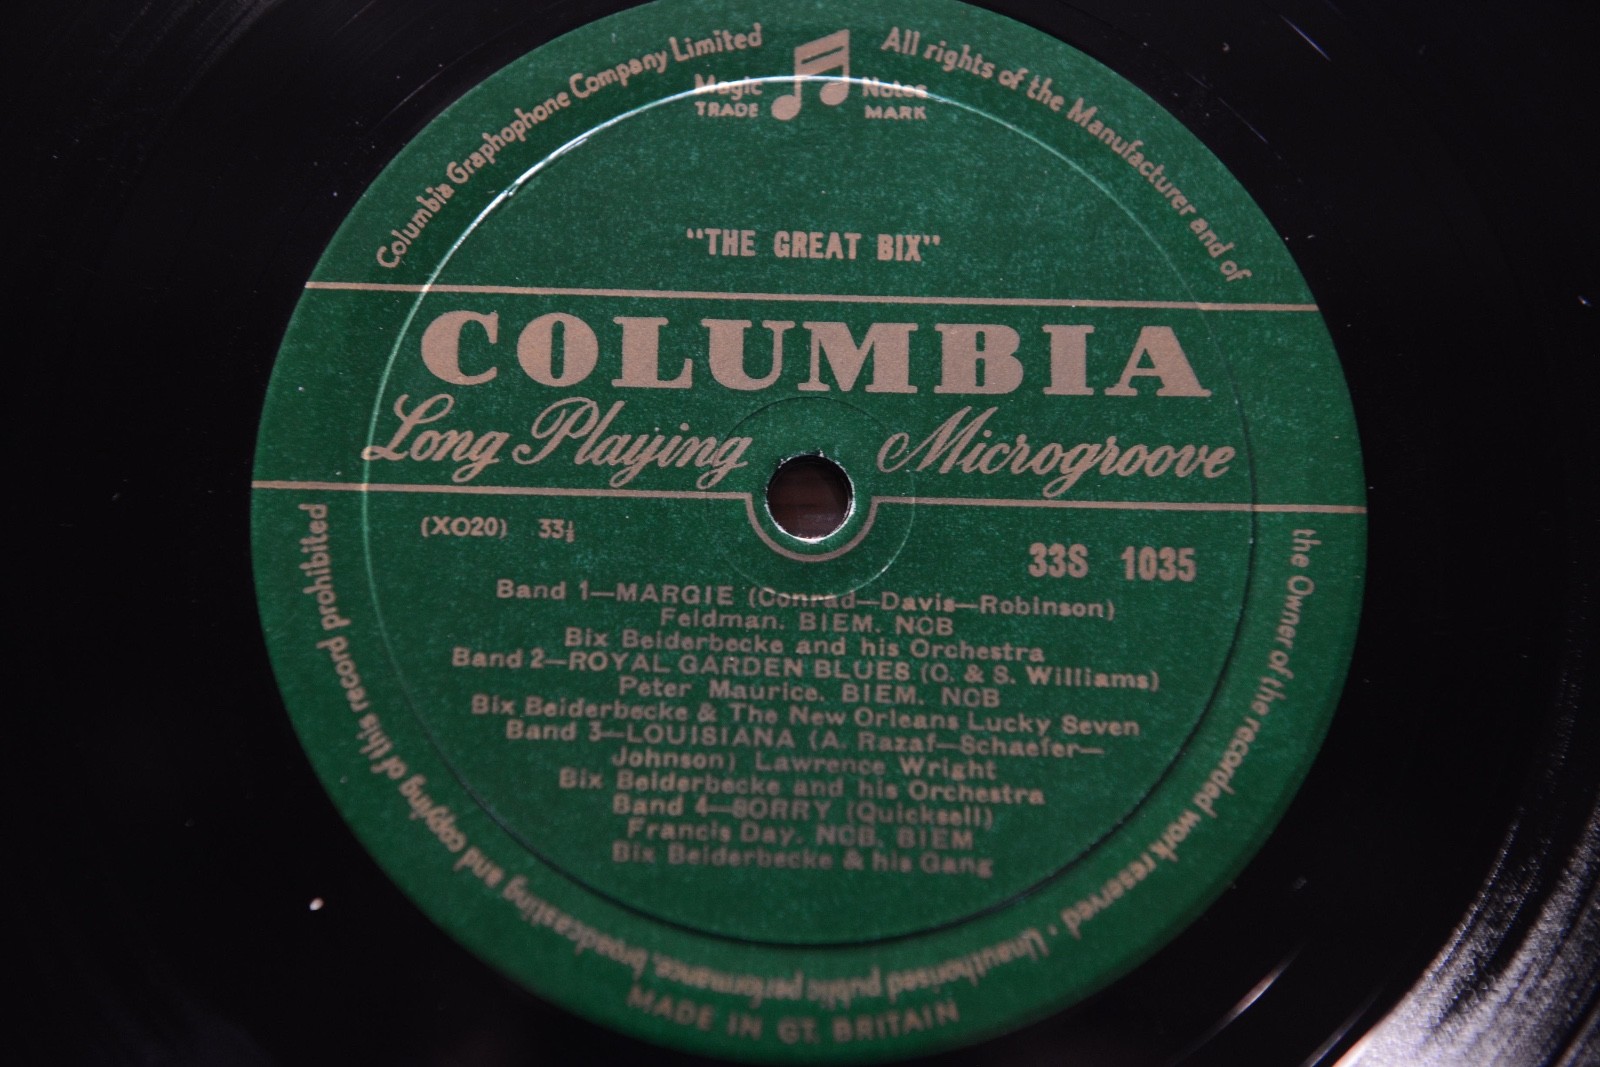 Columbia Graphophone Company Limited
All rights of the Manufacturer and of
the Owner of the recorded work reserved · Unauthorised public performance, broadcasting and copying of this record prohibited
Magic Notes
TRADE MARK
"THE GREAT BIX"
COLUMBIA
Long Playing Microgroove
(XO20) 33⅓
33S 1035
Band 1—MARGIE (Conrad—Davis—Robinson)
Feldman. BIEM. NCB
Bix Beiderbecke and his Orchestra
Band 2—ROYAL GARDEN BLUES (C. & S. Williams)
Peter Maurice. BIEM. NCB
Bix Beiderbecke & The New Orleans Lucky Seven
Band 3—LOUISIANA (A. Razaf—Schaefer—
Johnson) Lawrence Wright
Bix Beiderbecke and his Orchestra
Band 4—SORRY (Quicksell)
Francis Day. NCB. BIEM
Bix Beiderbecke & his Gang
MADE IN GT. BRITAIN